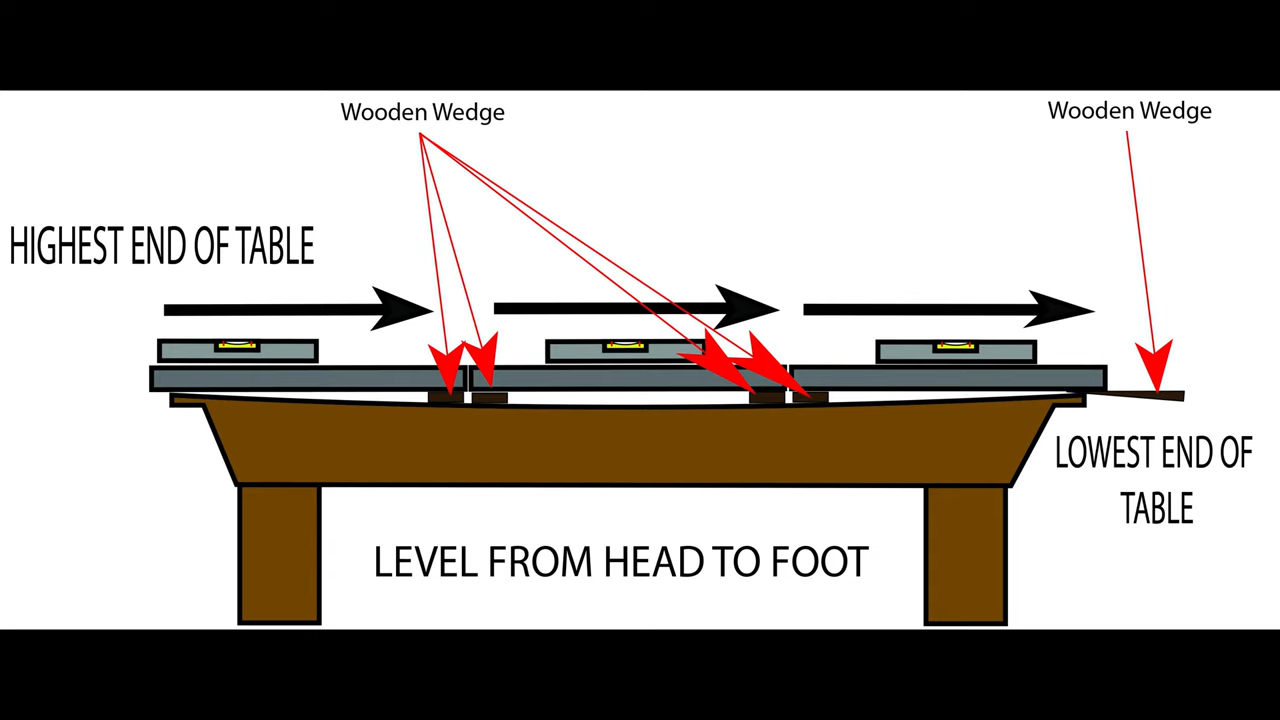 Wooden Wedge
Wooden Wedge
HIGHEST END OF TABLE
LOWEST END OF
TABLE
LEVEL FROM HEAD TO FOOT